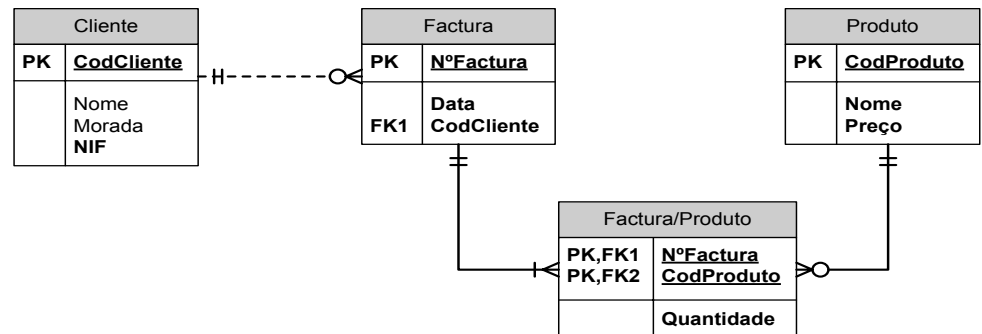 Cliente
PK CodCliente
Nome
Morada
NIF
Factura
PK NºFactura
Data
FK1 CodCliente
Produto
PK CodProduto
Nome
Preço
Factura/Produto
PK,FK1 NºFactura
PK,FK2 CodProduto
Quantidade